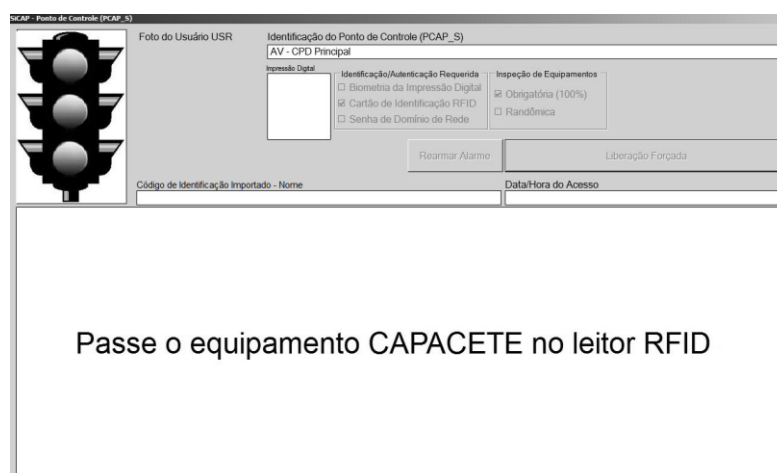 SiCAP - Ponto de Controle (PCAP_S)
Foto do Usuário USR
Identificação do Ponto de Controle (PCAP_S)
AV - CPD Principal
Impressão Digital
Identificação/Autenticação Requerida
Biometria da Impressão Digital
Cartão de Identificação RFID
Senha de Domínio de Rede
Inspeção de Equipamentos
Obrigatória (100%)
Randômica
Rearmar Alarme
Liberação Forçada
Código de Identificação Importado - Nome
Data/Hora do Acesso
Passe o equipamento CAPACETE no leitor RFID